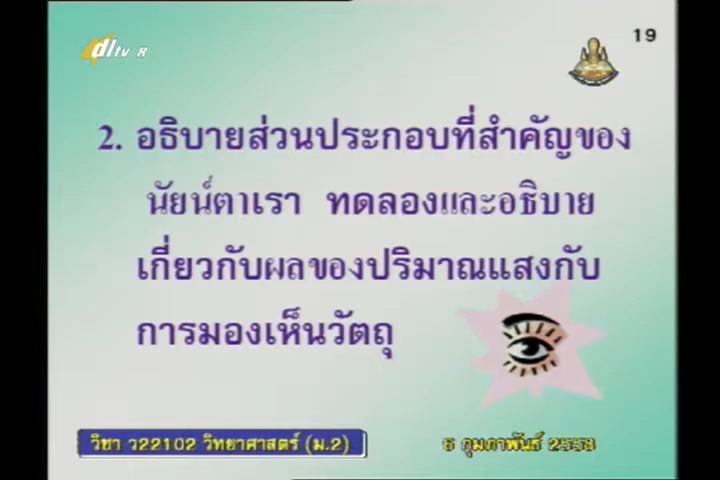 dltv 8
19
2. อธิบายส่วนประกอบที่สำคัญของ
นัยน์ตาเรา ทดลองและอธิบาย
เกี่ยวกับผลของปริมาณแสงกับ
การมองเห็นวัตถุ
วิชา ว22102 วิทยาศาสตร์ (ม.2)
6 กุมภาพันธ์ 2553